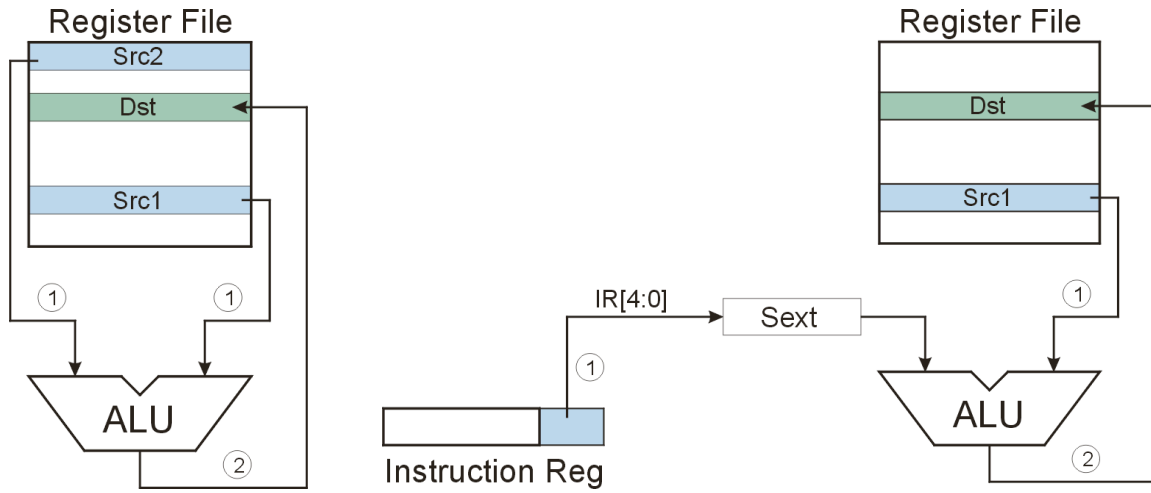 Register File
Src2
Dst
Src1
1
1
ALU
2
IR[4:0]
Sext
1
Instruction Reg
Register File
Dst
Src1
1
ALU
2